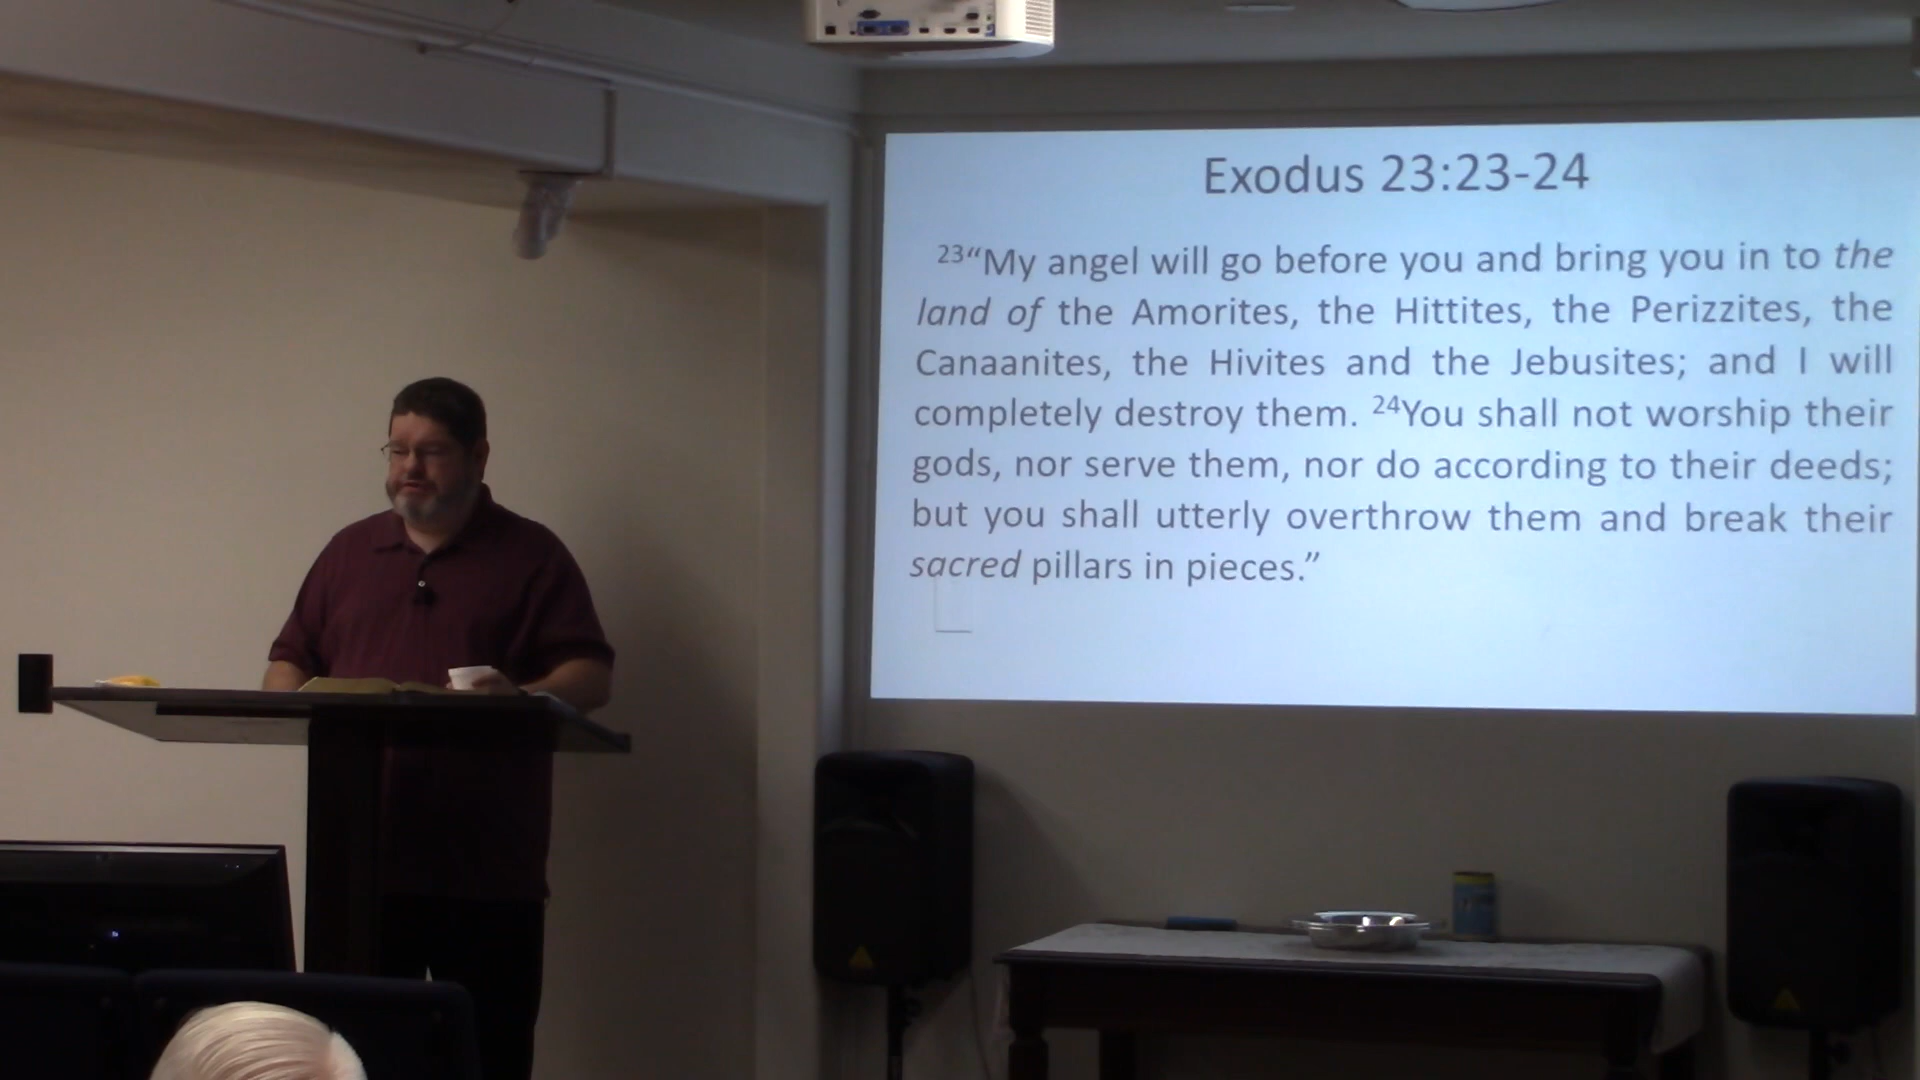 Exodus 23:23-24
23“My angel will go before you and bring you in to the
land of the Amorites, the Hittites, the Perizzites, the
Canaanites, the Hivites and the Jebusites; and I will
completely destroy them. 24You shall not worship their
gods, nor serve them, nor do according to their deeds;
but you shall utterly overthrow them and break their
sacred pillars in pieces.”